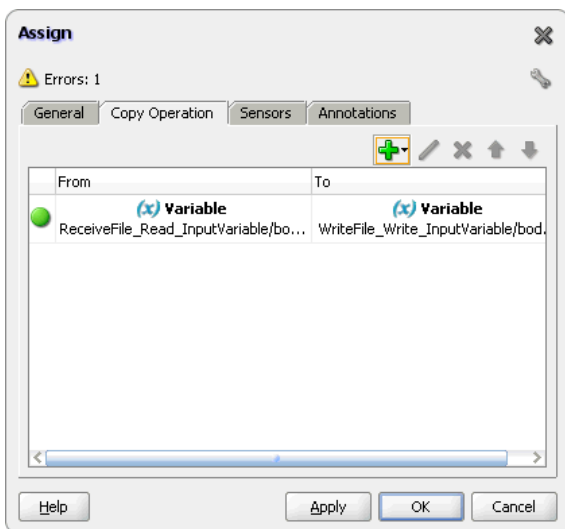 Assign
Errors: 1
General Copy Operation Sensors Annotations
From To
(x) Variable (x) Variable
ReceiveFile_Read_InputVariable/bo... WriteFile_Write_InputVariable/bod.
Help Apply OK Cancel